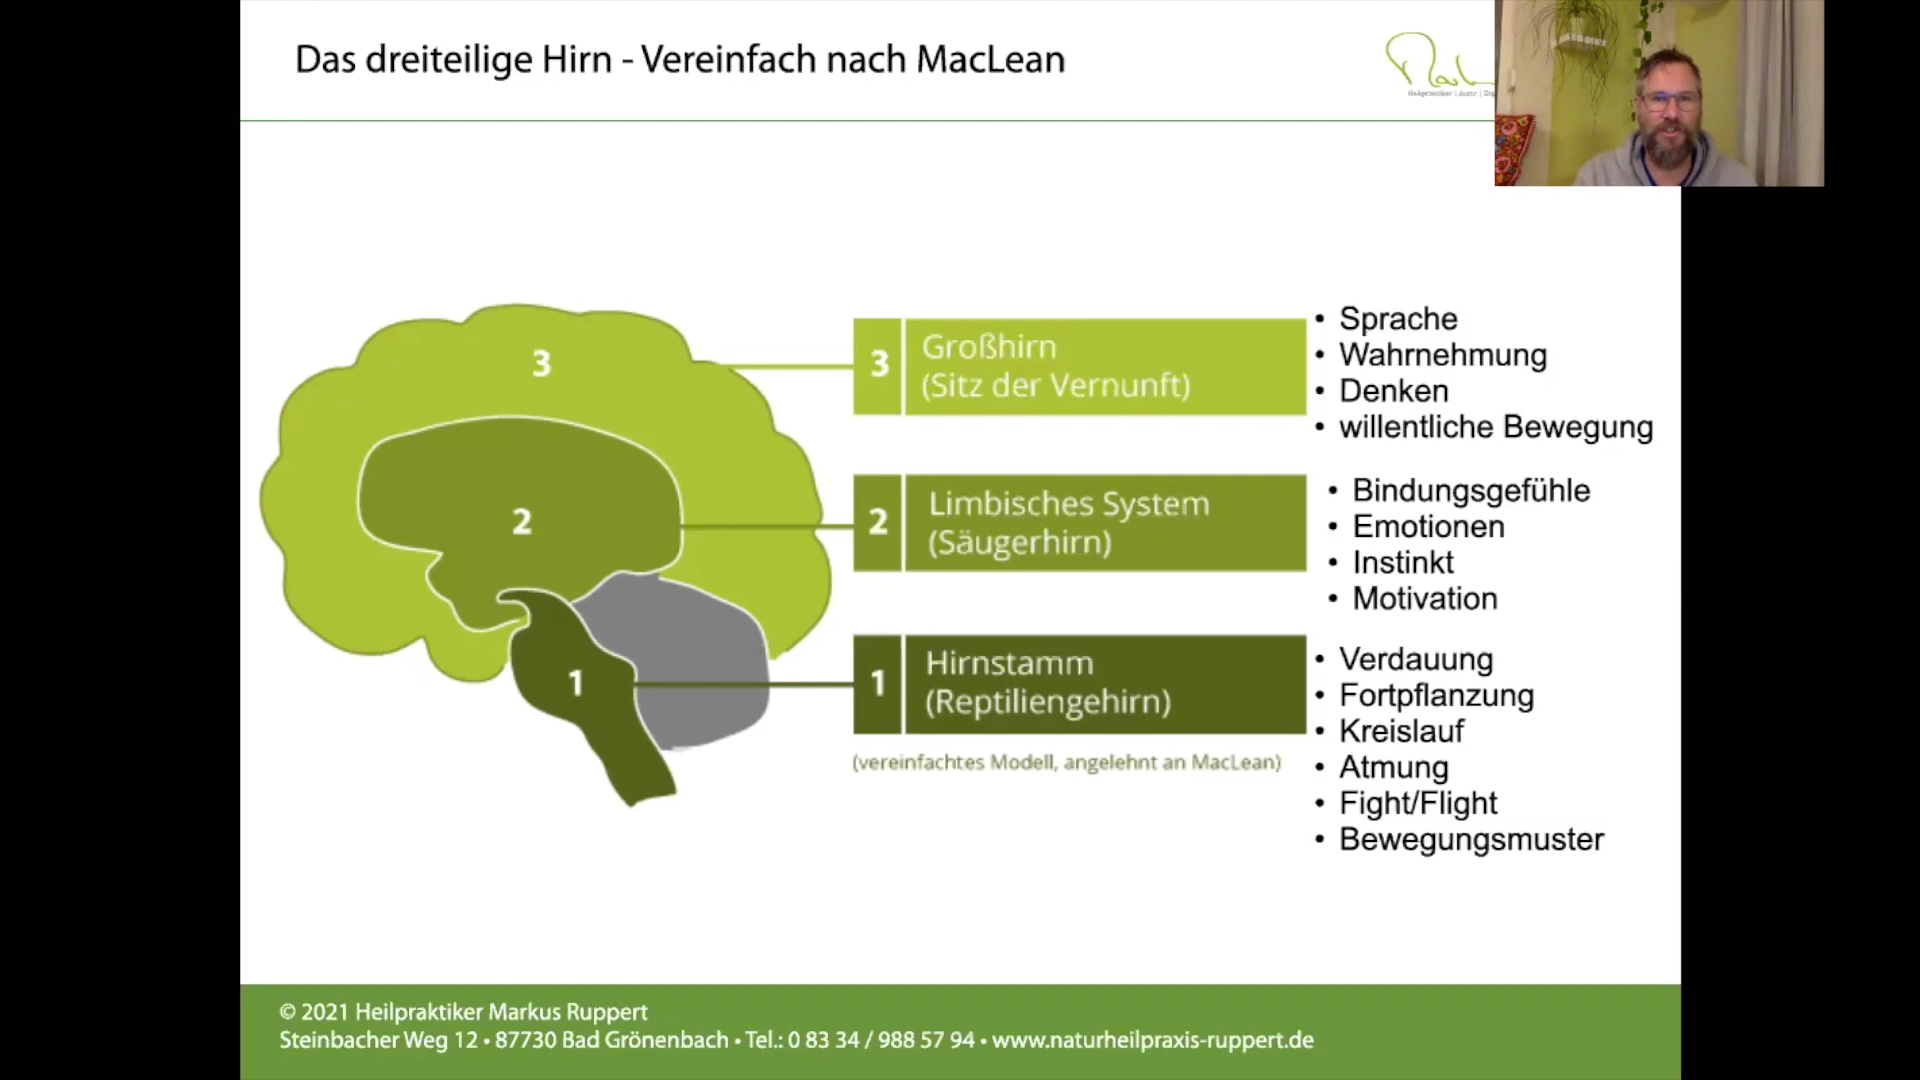 Das dreiteilige Hirn - Vereinfach nach MacLean
Heilpraktiker | Autor |
3
3
Großhirn
(Sitz der Vernunft)
• Sprache
• Wahrnehmung
• Denken
• willentliche Bewegung
2
2
Limbisches System
(Säugerhirn)
• Bindungsgefühle
• Emotionen
• Instinkt
• Motivation
1
1
Hirnstamm
(Reptiliengehirn)
(vereinfachtes Modell, angelehnt an MacLean)
• Verdauung
• Fortpflanzung
• Kreislauf
• Atmung
• Fight/Flight
• Bewegungsmuster
© 2021 Heilpraktiker Markus Ruppert
Steinbacher Weg 12 • 87730 Bad Grönenbach • Tel.: 0 83 34 / 988 57 94 • www.naturheilpraxis-ruppert.de